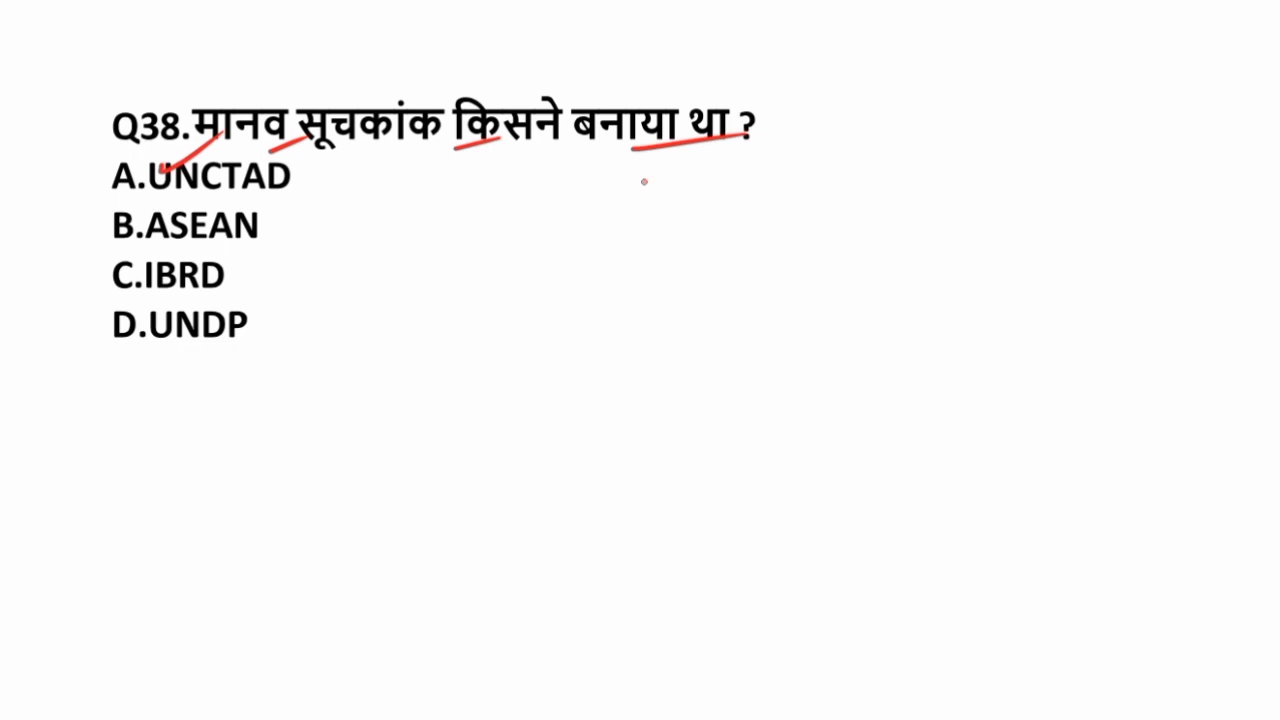 Q38.मानव सूचकांक किसने बनाया था ?
A.UNCTAD
B.ASEAN
C.IBRD
D.UNDP